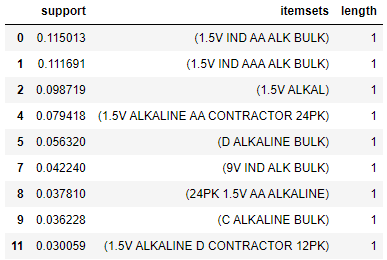 support itemsets length
0 0.115013 (1.5V IND AA ALK BULK) 1
1 0.111691 (1.5V IND AAA ALK BULK) 1
2 0.098719 (1.5V ALKAL) 1
4 0.079418 (1.5V ALKALINE AA CONTRACTOR 24PK) 1
5 0.056320 (D ALKALINE BULK) 1
7 0.042240 (9V IND ALK BULK) 1
8 0.037810 (24PK 1.5V AA ALKALINE) 1
9 0.036228 (C ALKALINE BULK) 1
11 0.030059 (1.5V ALKALINE D CONTRACTOR 12PK) 1